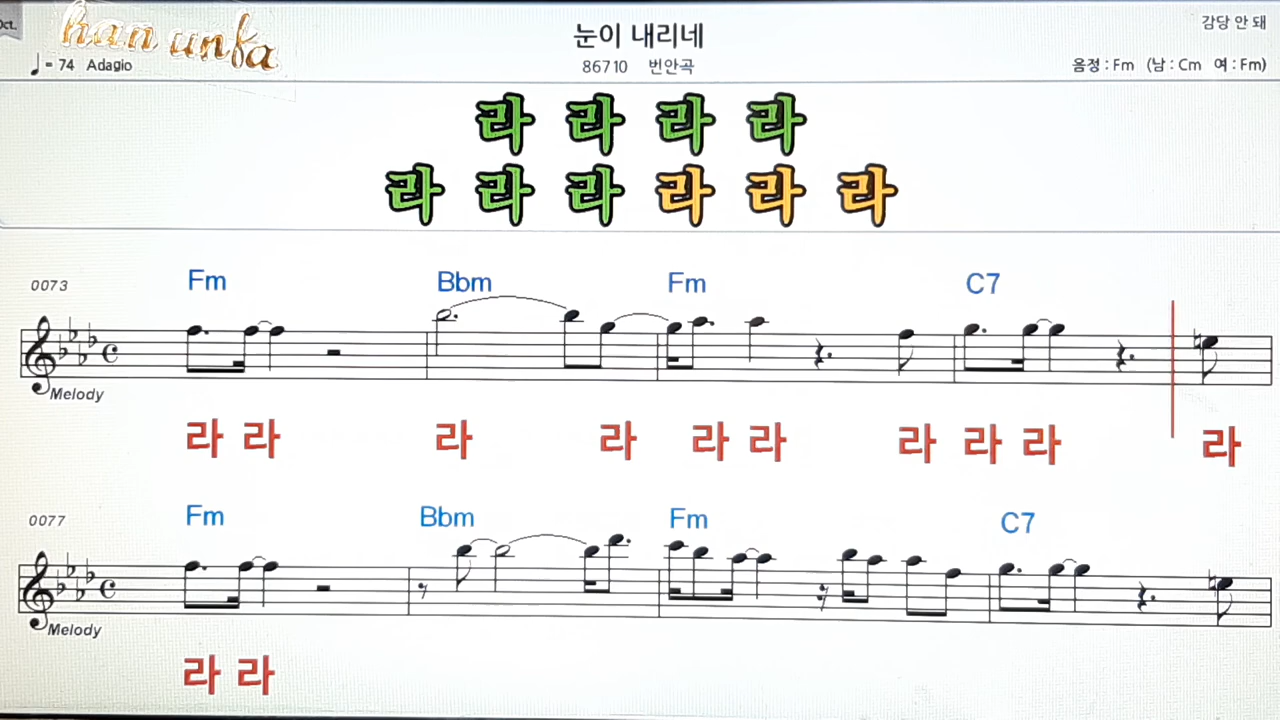 Oct.
han unfa
눈이 내리네
감당 안 돼
♩= 74 Adagio
86710 번안곡
음정 : Fm (남 : Cm 여 : Fm)
라 라 라 라
라 라 라 라 라 라
0073 Fm Bbm Fm C7
Melody
라 라 라 라 라 라 라 라 라 라
0077 Fm Bbm Fm C7
Melody
라 라